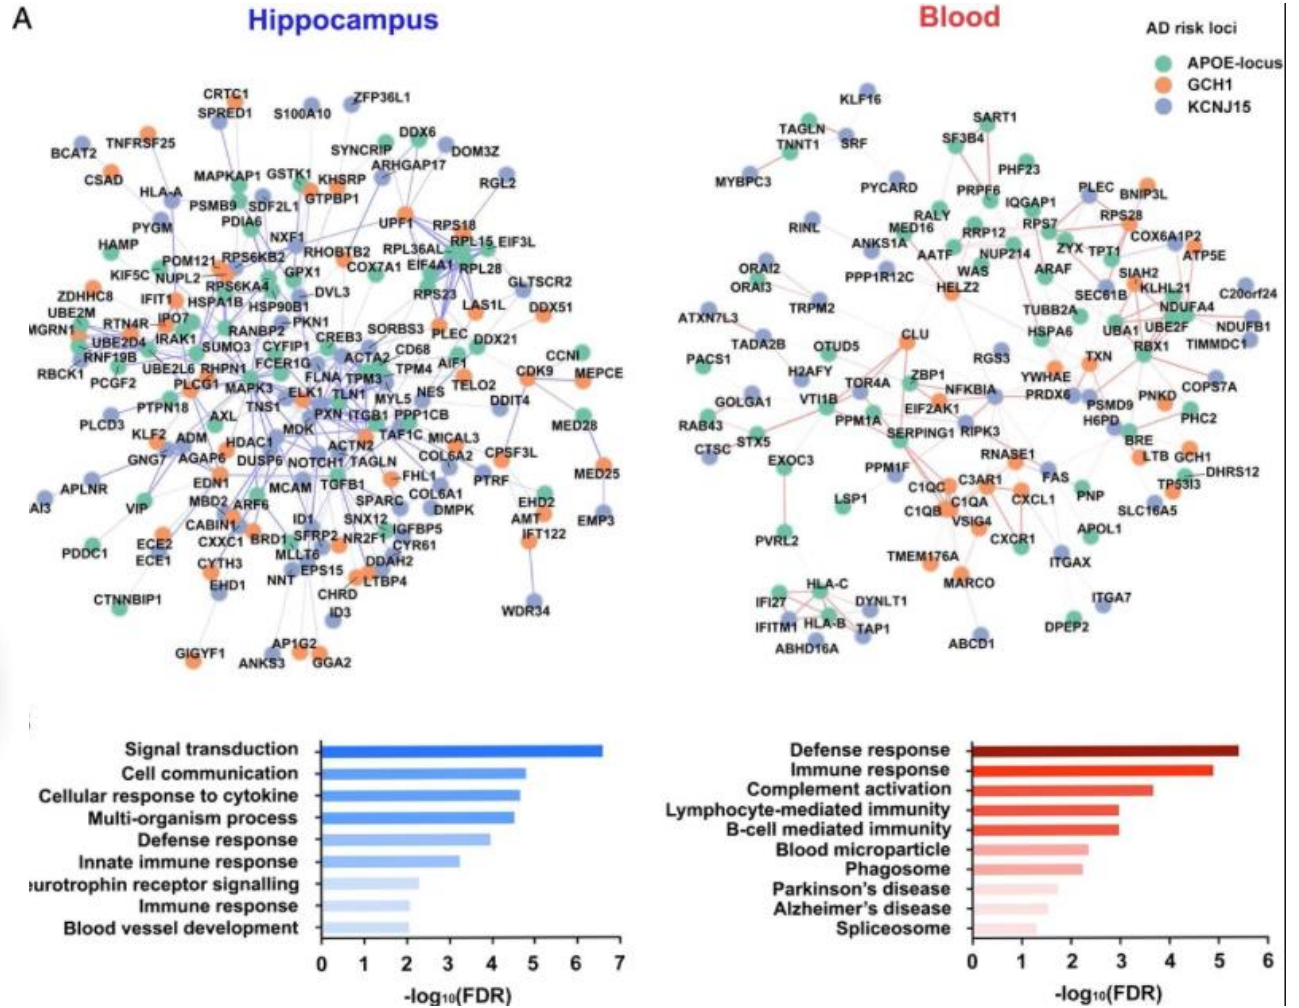 A
Hippocampus
Blood
AD risk loci
APOE-locus
GCH1
KCNJ15
CRTC1
SPRED1
S100A10
ZFP36L1
TNFRSF25
BCAT2
CSAD
SYNCRIP
DDX6
DOM3Z
ARHGAP17
RGL2
HLA-A
MAPKAP1
GSTK1
KHSRP
GTPBP1
PSMB9
SDF2L1
PDIA6
PYGM
HAMP
NXF1
UPF1
RPS18
RHOBTB2
RPL36AL
RPL15
EIF3L
POM121
RPS6KB2
KIF5C
NUPL2
GPX1
COX7A1
EIF4A1
RPL28
RPS6KA4
ZDHHC8
IFIT1
HSPA1B
DVL3
RPS23
GLTSCR2
HSP90B1
LAS1L
DDX51
UBE2M
RTN4R
IPO7
PKN1
MGRN1
RANBP2
SORBS3
PLEC
UBE2D4
IRAK1
CREB3
DDX21
RNF19B
SUMO3
CYFIP1
ACTA2
CD68
AIF1
CCNI
RBCK1
UBE2L6
RHPN1
FCER1G
TPM4
CDK9
MEPCE
PCGF2
PLCG1
MAPK3
FLNA
TPM3
TELO2
ELK1
TLN1
MYL5
NES
PTPN18
TNS1
PXN
ITGB1
PPP1CB
DDIT4
PLCD3
AXL
MDK
TAF1C
MED28
KLF2
ADM
HDAC1
ACTN2
MICAL3
GNG7
AGAP6
DUSP6
NOTCH1
TAGLN
COL6A2
CPSF3L
MED25
APLNR
EDN1
MCAM
TGFB1
FHL1
PTRF
AI3
VIP
MBD2
ARF6
SPARC
COL6A1
EHD2
CABIN1
ID1
SNX12
DMPK
AMT
EMP3
ECE2
CXXC1
BRD1
SFRP2
NR2F1
IGFBP5
IFT122
PDDC1
ECE1
MLLT6
CYR61
CYTH3
NNT
EPS15
DDAH2
EHD1
CHRD
LTBP4
CTNNBIP1
ID3
WDR34
GIGYF1
ANKS3
AP1G2
GGA2
KLF16
TAGLN
SRF
TNNT1
SART1
SF3B4
PHF23
MYBPC3
PYCARD
PRPF6
PLEC
BNIP3L
IQGAP1
RINL
RALY
RPS7
RPS28
MED16
RRP12
COX6A1P2
ANKS1A
AATF
NUP214
ZYX
TPT1
ATP5E
ORAI2
PPP1R12C
WAS
ARAF
SIAH2
ORAI3
HELZ2
SEC61B
KLHL21
C20orf24
TRPM2
TUBB2A
NDUFA4
ATXN7L3
CLU
HSPA6
UBA1
UBE2F
NDUFB1
TADA2B
OTUD5
RGS3
RBX1
TIMMDC1
PACS1
H2AFY
ZBP1
TXN
TOR4A
NFKBIA
YWHAE
COPS7A
GOLGA1
VTI1B
EIF2AK1
PRDX6
PSMD9
PNKD
RAB43
PPM1A
RIPK3
H6PD
PHC2
CTSC
STX5
SERPING1
BRE
EXOC3
PPM1F
RNASE1
FAS
LTB
GCH1
C1QC
C3AR1
DHRS12
LSP1
C1QA
CXCL1
PNP
TP53I3
C1QB
VSIG4
SLC16A5
PVRL2
CXCR1
APOL1
TMEM176A
ITGAX
MARCO
HLA-C
IFI27
DYNLT1
ITGA7
IFITM1
HLA-B
TAP1
DPEP2
ABHD16A
ABCD1
Signal transduction
Cell communication
Cellular response to cytokine
Multi-organism process
Defense response
Innate immune response
eurotrophin receptor signalling
Immune response
Blood vessel development
0 1 2 3 4 5 6 7
-log₁₀(FDR)
Defense response
Immune response
Complement activation
Lymphocyte-mediated immunity
B-cell mediated immunity
Blood microparticle
Phagosome
Parkinson's disease
Alzheimer's disease
Spliceosome
0 1 2 3 4 5 6
-log₁₀(FDR)